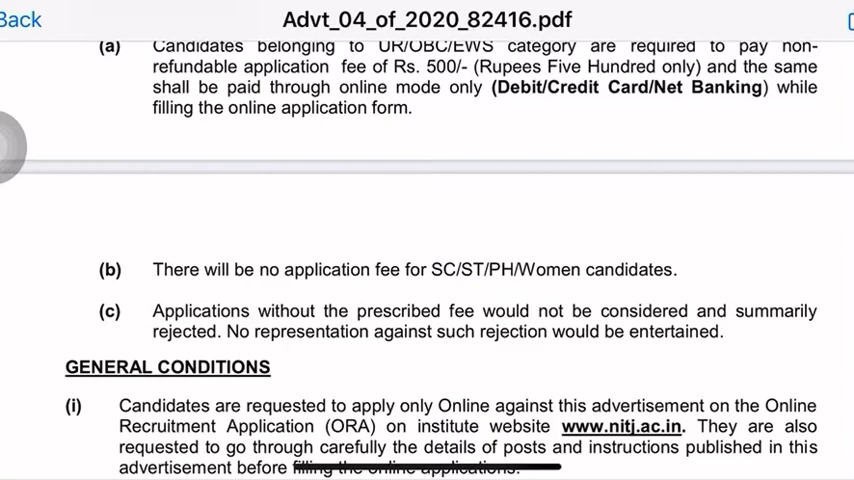 Back
Advt_04_of_2020_82416.pdf
(a) Candidates belonging to UR/OBC/EWS category are required to pay non-
refundable application fee of Rs. 500/- (Rupees Five Hundred only) and the same
shall be paid through online mode only (Debit/Credit Card/Net Banking) while
filling the online application form.
(b) There will be no application fee for SC/ST/PH/Women candidates.
(c) Applications without the prescribed fee would not be considered and summarily
rejected. No representation against such rejection would be entertained.
GENERAL CONDITIONS
(i) Candidates are requested to apply only Online against this advertisement on the Online
Recruitment Application (ORA) on institute website www.nitj.ac.in. They are also
requested to go through carefully the details of posts and instructions published in this
advertisement before filling the online applications.